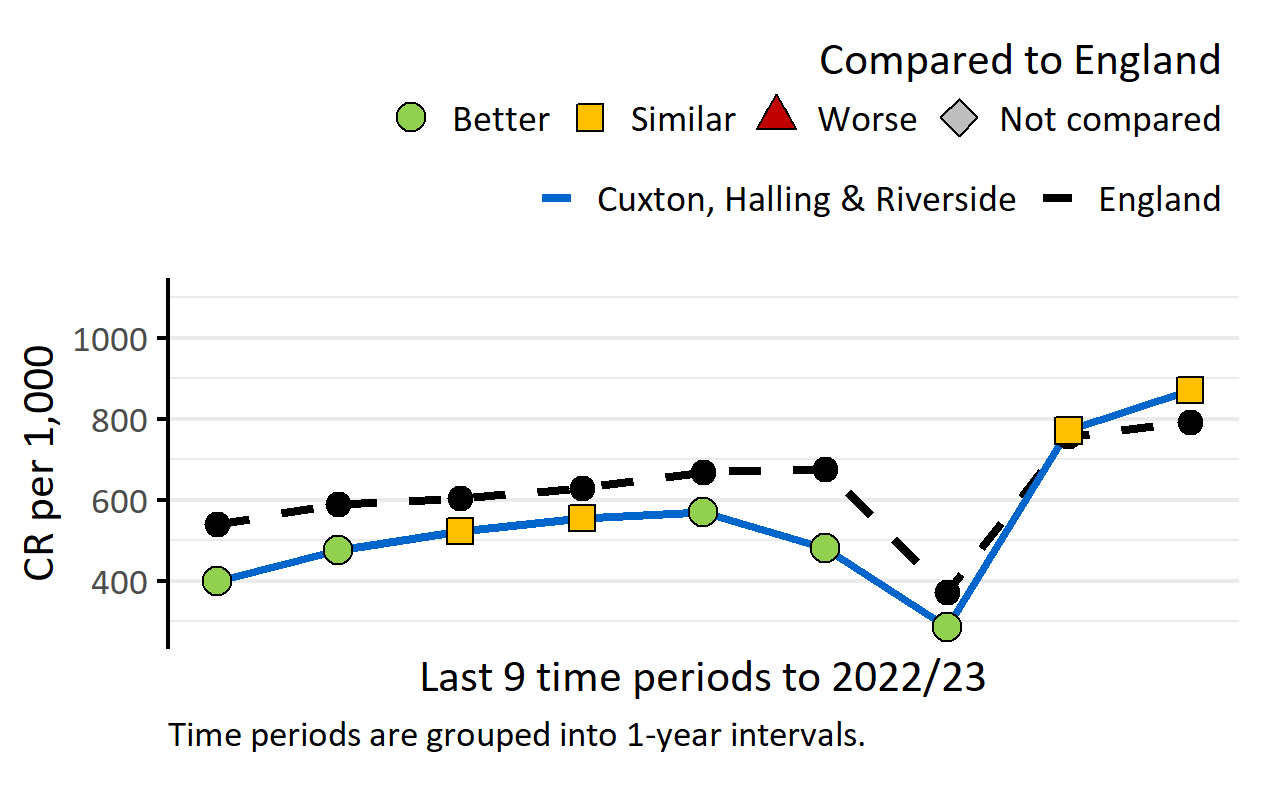 Compared to England
Better Similar Worse Not compared
Cuxton, Halling & Riverside England
CR per 1,000
1000
800
600
400
Last 9 time periods to 2022/23
Time periods are grouped into 1-year intervals.